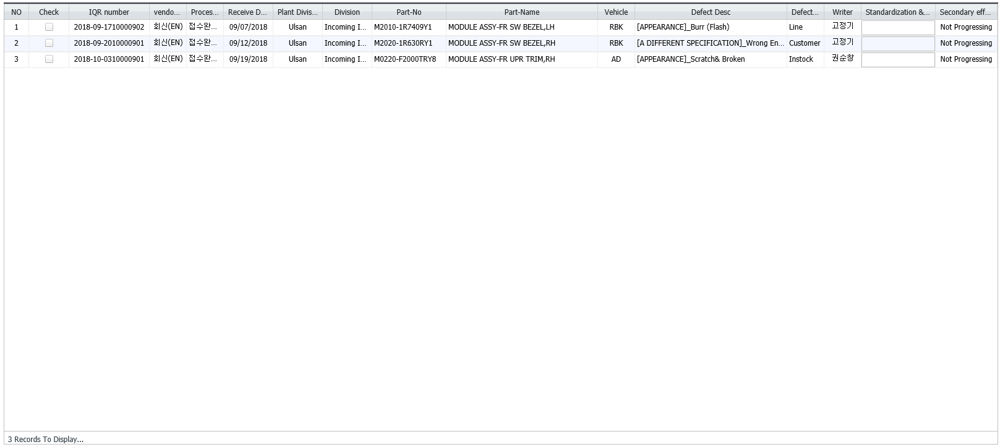 NO Check IQR number vendo... Proces... Receive D... Plant Divis... Division Part-No Part-Name Vehicle Defect Desc Defect... Writer Standardization &... Secondary eff...
1 2018-09-1710000902 회신(EN) 접수완... 09/07/2018 Ulsan Incoming I... M2010-1R7409Y1 MODULE ASSY-FR SW BEZEL,LH RBK [APPEARANCE]_Burr (Flash) Line 고정기 Not Progressing
2 2018-09-2010000901 회신(EN) 접수완... 09/12/2018 Ulsan Incoming I... M2020-1R630RY1 MODULE ASSY-FR SW BEZEL,RH RBK [A DIFFERENT SPECIFICATION]_Wrong En... Customer 고정기 Not Progressing
3 2018-10-0310000901 회신(EN) 접수완... 09/19/2018 Ulsan Incoming I... M0220-F2000TRY8 MODULE ASSY-FR UPR TRIM,RH AD [APPEARANCE]_Scratch& Broken Instock 권순창 Not Progressing
3 Records To Display...